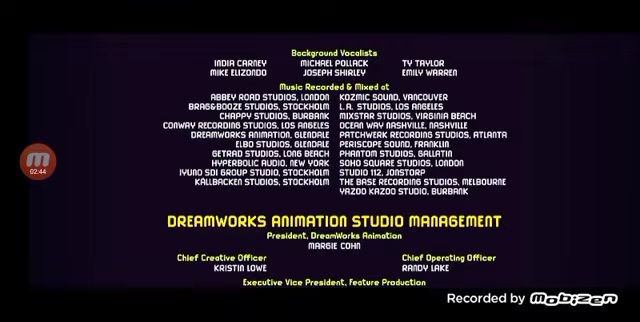 Background Vocalists
INDIA CARNEY MICHAEL POLLACK TY TAYLOR
MIKE ELIZONDO JOSEPH SHIRLEY EMILY WARREN
Music Recorded & Mixed at
ABBEY ROAD STUDIOS, LONDON KOZMIC SOUND, VANCOUVER
BRAG&BOOZE STUDIOS, STOCKHOLM L.A. STUDIOS, LOS ANGELES
CHAPPY STUDIOS, BURBANK MIXSTAR STUDIOS, VIRGINIA BEACH
CONWAY RECORDING STUDIOS, LOS ANGELES OCEAN WAY NASHVILLE, NASHVILLE
DREAMWORKS ANIMATION, GLENDALE PATCHWERK RECORDING STUDIOS, ATLANTA
ELBO STUDIOS, GLENDALE PERISCOPE SOUND, FRANKLIN
GETRAD STUDIOS, LONG BEACH PHANTOM STUDIOS, GALLATIN
HYPERBOLIC AUDIO, NEW YORK SOHO SQUARE STUDIOS, LONDON
IYUNO SDI GROUP STUDIO, STOCKHOLM STUDIO 112, JONSTORP
KÄLLBACKEN STUDIOS, STOCKHOLM THE BASE RECORDING STUDIOS, MELBOURNE
YAZOO KAZOO STUDIO, BURBANK
DREAMWORKS ANIMATION STUDIO MANAGEMENT
President, DreamWorks Animation
MARGIE COHN
Chief Creative Officer Chief Operating Officer
KRISTIN LOWE RANDY LAKE
Executive Vice President, Feature Production
02:44
Recorded by Mobizen